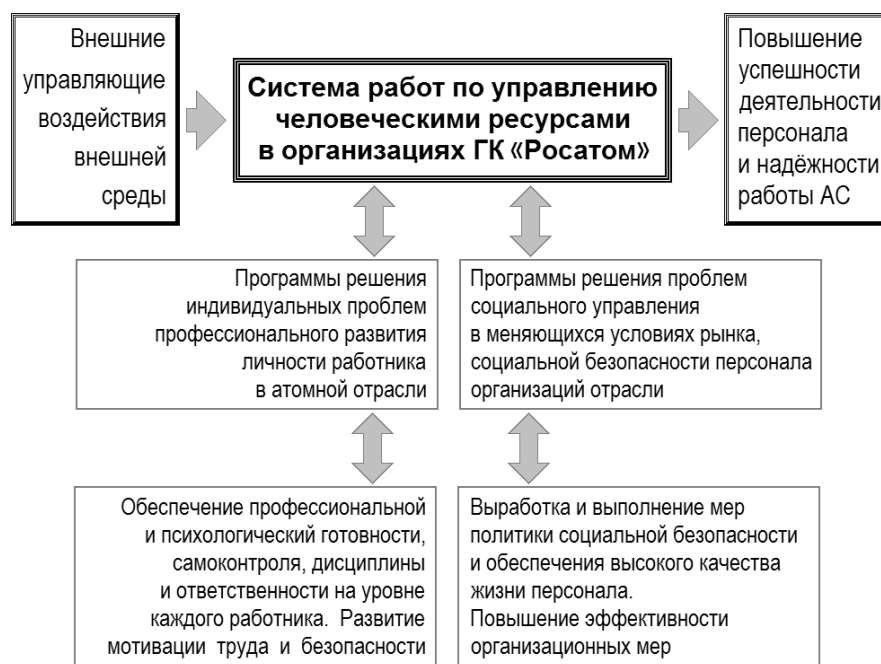 Внешние
управляющие
воздействия
внешней
среды
Система работ по управлению
человеческими ресурсами
в организациях ГК «Росатом»
Повышение
успешности
деятельности
персонала
и надёжности
работы АС
Программы решения
индивидуальных проблем
профессионального развития
личности работника
в атомной отрасли
Программы решения проблем
социального управления
в меняющихся условиях рынка,
социальной безопасности персонала
организаций отрасли
Обеспечение профессиональной
и психологический готовности,
самоконтроля, дисциплины
и ответственности на уровне
каждого работника. Развитие
мотивации труда и безопасности
Выработка и выполнение мер
политики социальной безопасности
и обеспечения высокого качества
жизни персонала.
Повышение эффективности
организационных мер